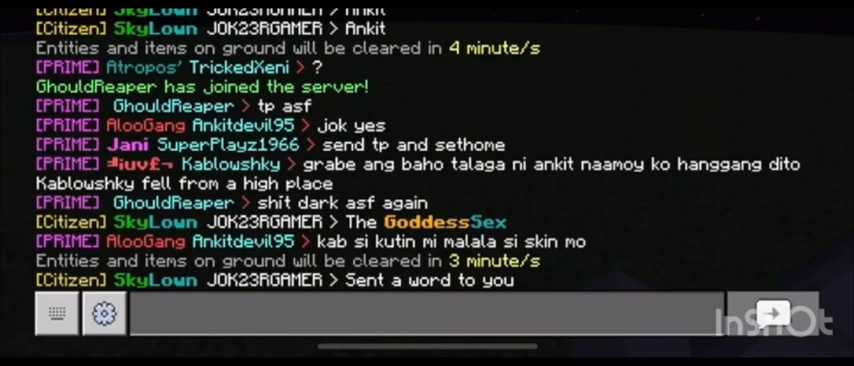 [Citizen] SkyLown JOK23RGAMER > Ankit
[Citizen] SkyLown JOK23RGAMER > Ankit
Entities and items on ground will be cleared in 4 minute/s
[PRIME] Atropos' TrickedXeni > ?
GhouldReaper has joined the server!
[PRIME] GhouldReaper > tp asf
[PRIME] AlooGang Ankitdevil95 > jok yes
[PRIME] Jani SuperPlayz1966 > send tp and sethome
[PRIME] Kablowshky > grabe ang baho talaga ni ankit naamoy ko hanggang dito
Kablowshky fell from a high place
[PRIME] GhouldReaper > shit dark asf again
[Citizen] SkyLown JOK23RGAMER > The GoddessSex
[PRIME] AlooGang Ankitdevil95 > kab si kutin mi malala si skin mo
Entities and items on ground will be cleared in 3 minute/s
[Citizen] SkyLown JOK23RGAMER > Sent a word to you
InShOt